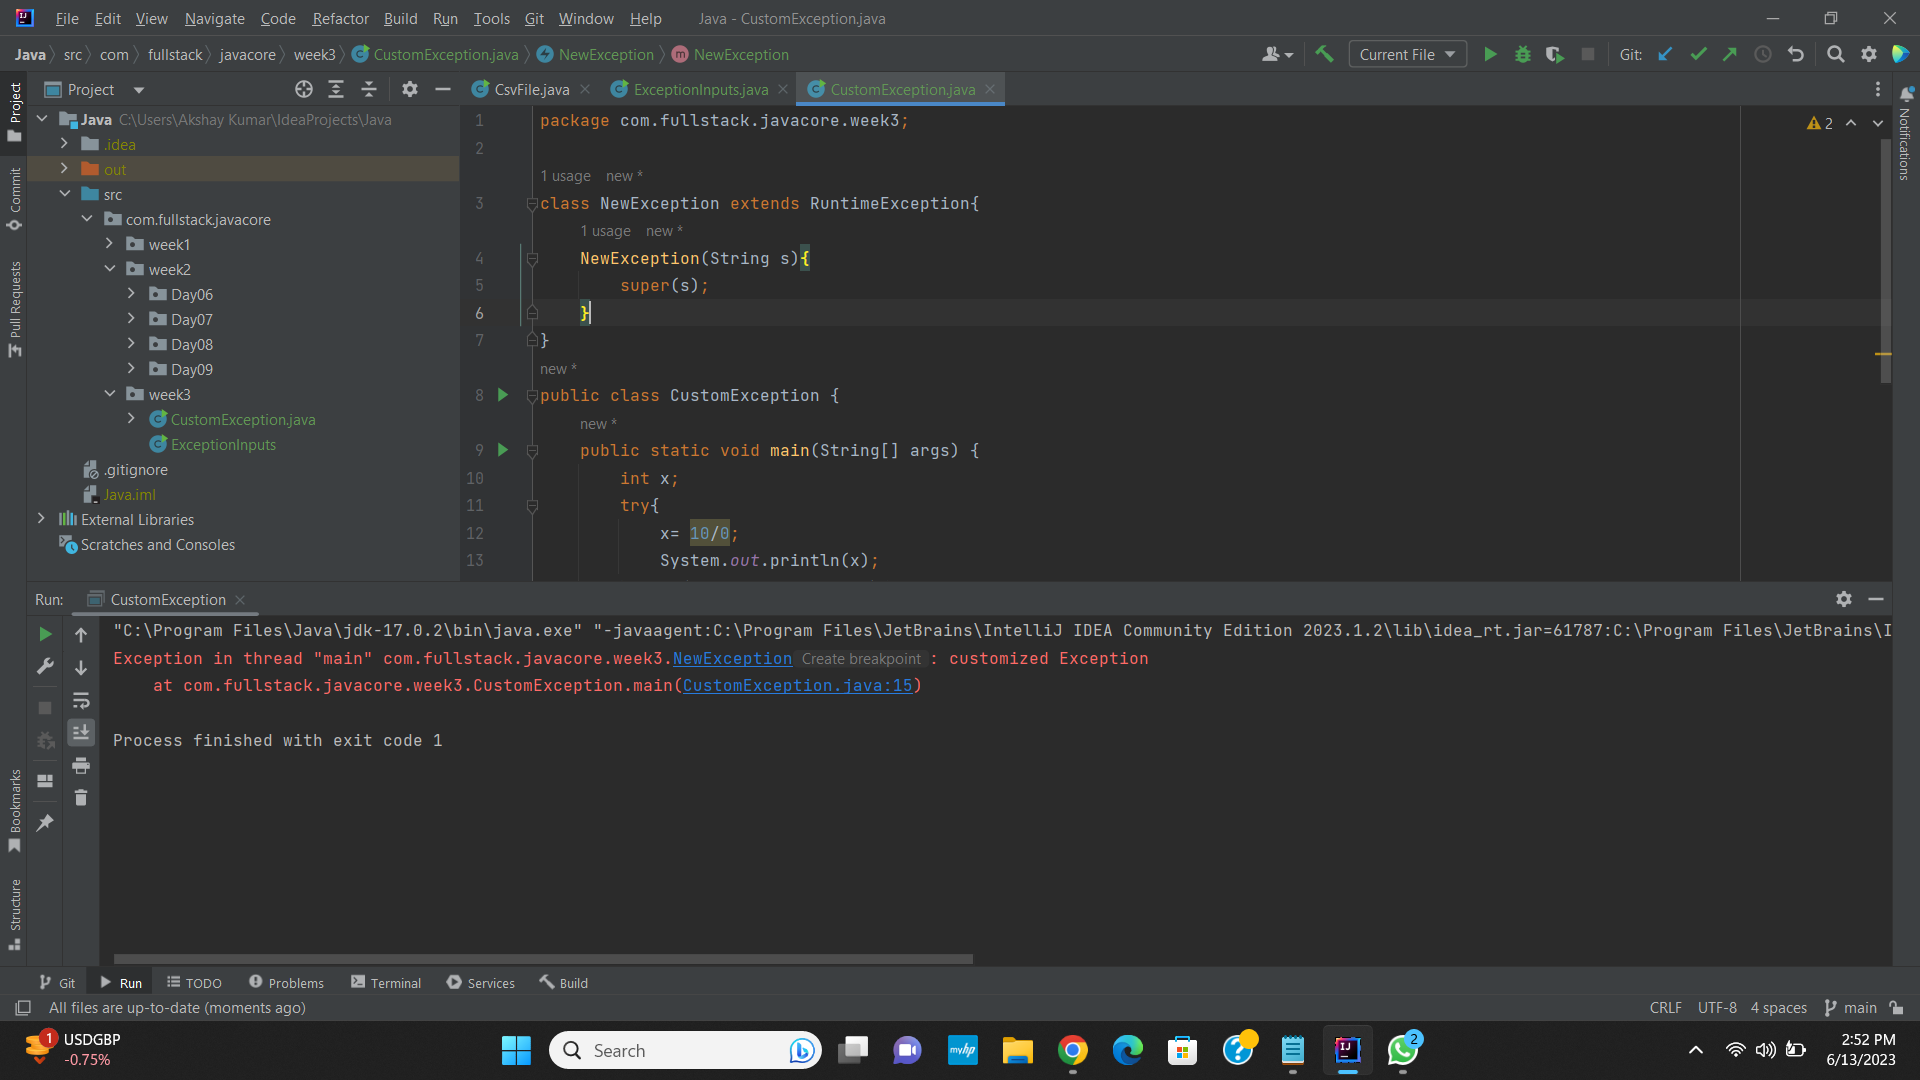 File Edit View Navigate Code Refactor Build Run Tools Git Window Help Java - CustomException.java
Java src com fullstack javacore week3 CustomException.java NewException NewException Current File Git:
Project CsvFile.java ExceptionInputs.java CustomException.java
Project
Commit
Pull Requests
Bookmarks
Structure
Notifications
Java C:\Users\Akshay Kumar\IdeaProjects\Java
.idea
out
src
com.fullstack.javacore
week1
week2
Day06
Day07
Day08
Day09
week3
CustomException.java
ExceptionInputs
.gitignore
Java.iml
External Libraries
Scratches and Consoles
2
1 package com.fullstack.javacore.week3;
2
1 usage new *
3 class NewException extends RuntimeException{
1 usage new *
4 NewException(String s){
5 super(s);
6 }
7 }
new *
8 public class CustomException {
new *
9 public static void main(String[] args) {
10 int x;
11 try{
12 x= 10/0;
13 System.out.println(x);
Run: CustomException
"C:\Program Files\Java\jdk-17.0.2\bin\java.exe" "-javaagent:C:\Program Files\JetBrains\IntelliJ IDEA Community Edition 2023.1.2\lib\idea_rt.jar=61787:C:\Program Files\JetBrains\I
Exception in thread "main" com.fullstack.javacore.week3.NewException Create breakpoint : customized Exception
at com.fullstack.javacore.week3.CustomException.main(CustomException.java:15)
Process finished with exit code 1
Git Run TODO Problems Terminal Services Build
All files are up-to-date (moments ago) CRLF UTF-8 4 spaces main
1 USDGBP
-0.75%
Search
myhp
2
2:52 PM
6/13/2023